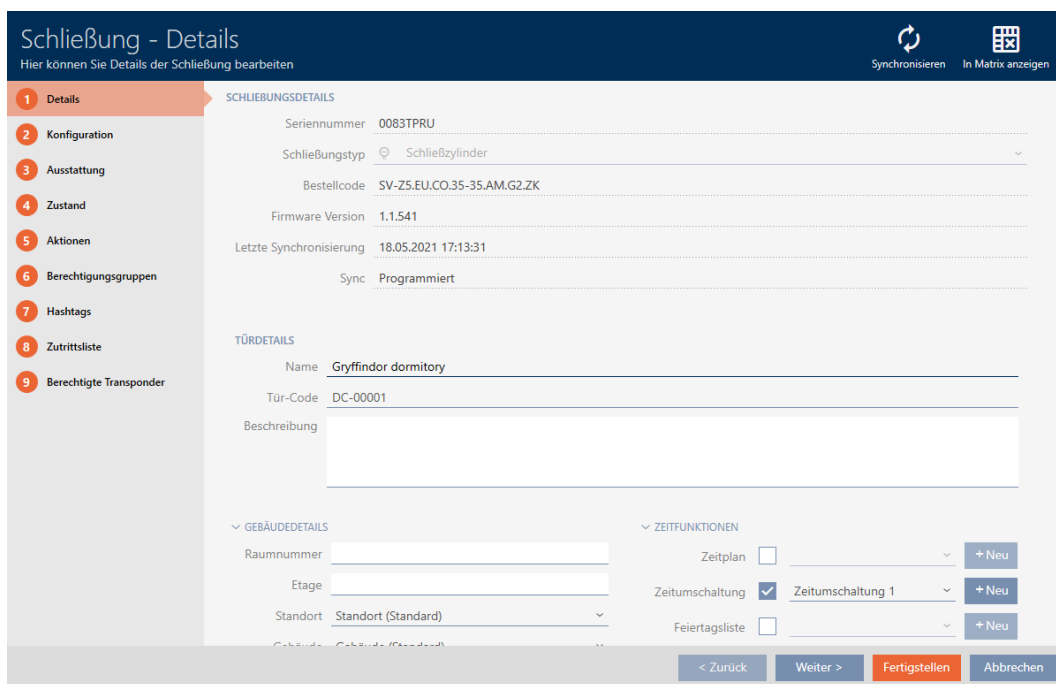 Schließung - Details
Hier können Sie Details der Schließung bearbeiten
Synchronisieren
In Matrix anzeigen
1 Details
2 Konfiguration
3 Ausstattung
4 Zustand
5 Aktionen
6 Berechtigungsgruppen
7 Hashtags
8 Zutrittsliste
9 Berechtigte Transponder
SCHLIEßUNGSDETAILS
Seriennummer 0083TPRU
Schließungstyp Schließzylinder
Bestellcode SV-Z5.EU.CO.35-35.AM.G2.ZK
Firmware Version 1.1.541
Letzte Synchronisierung 18.05.2021 17:13:31
Sync Programmiert
TÜRDETAILS
Name Gryffindor dormitory
Tür-Code DC-00001
Beschreibung
GEBÄUDEDETAILS
Raumnummer
Etage
Standort Standort (Standard)
Gebäude Gebäude (Standard)
ZEITFUNKTIONEN
Zeitplan + Neu
Zeitumschaltung Zeitumschaltung 1 + Neu
Feiertagsliste + Neu
< Zurück
Weiter >
Fertigstellen
Abbrechen